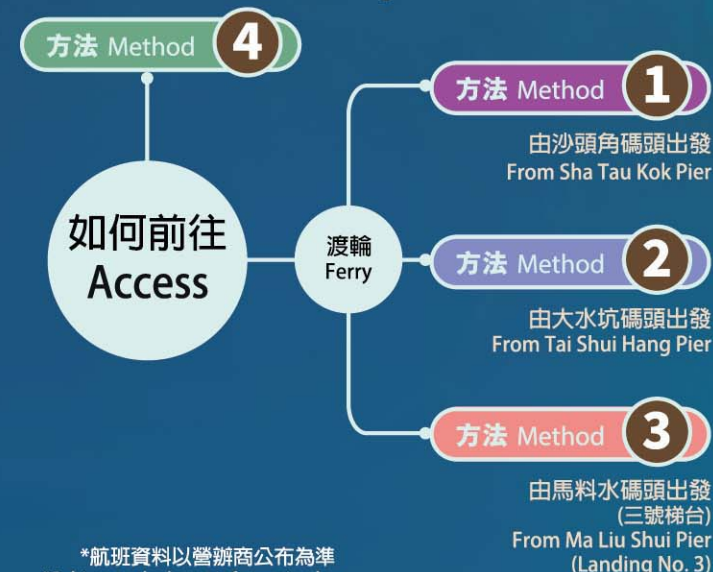 方法 Method 4
方法 Method 1
由沙頭角碼頭出發
From Sha Tau Kok Pier
如何前往
Access
渡輪
Ferry
方法 Method 2
由大水坑碼頭出發
From Tai Shui Hang Pier
方法 Method 3
由馬料水碼頭出發
(三號梯台)
From Ma Liu Shui Pier
(Landing No. 3)
*航班資料以營辦商公布為準